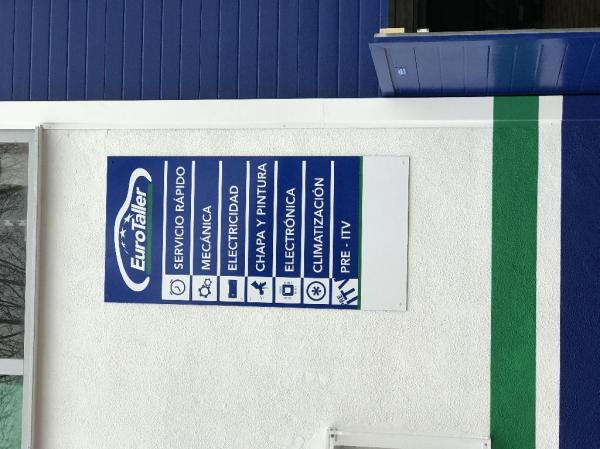 EuroTaller
SERVICIO RÁPIDO
MECÁNICA
ELECTRICIDAD
CHAPA Y PINTURA
ELECTRÓNICA
CLIMATIZACIÓN
PRE - ITV